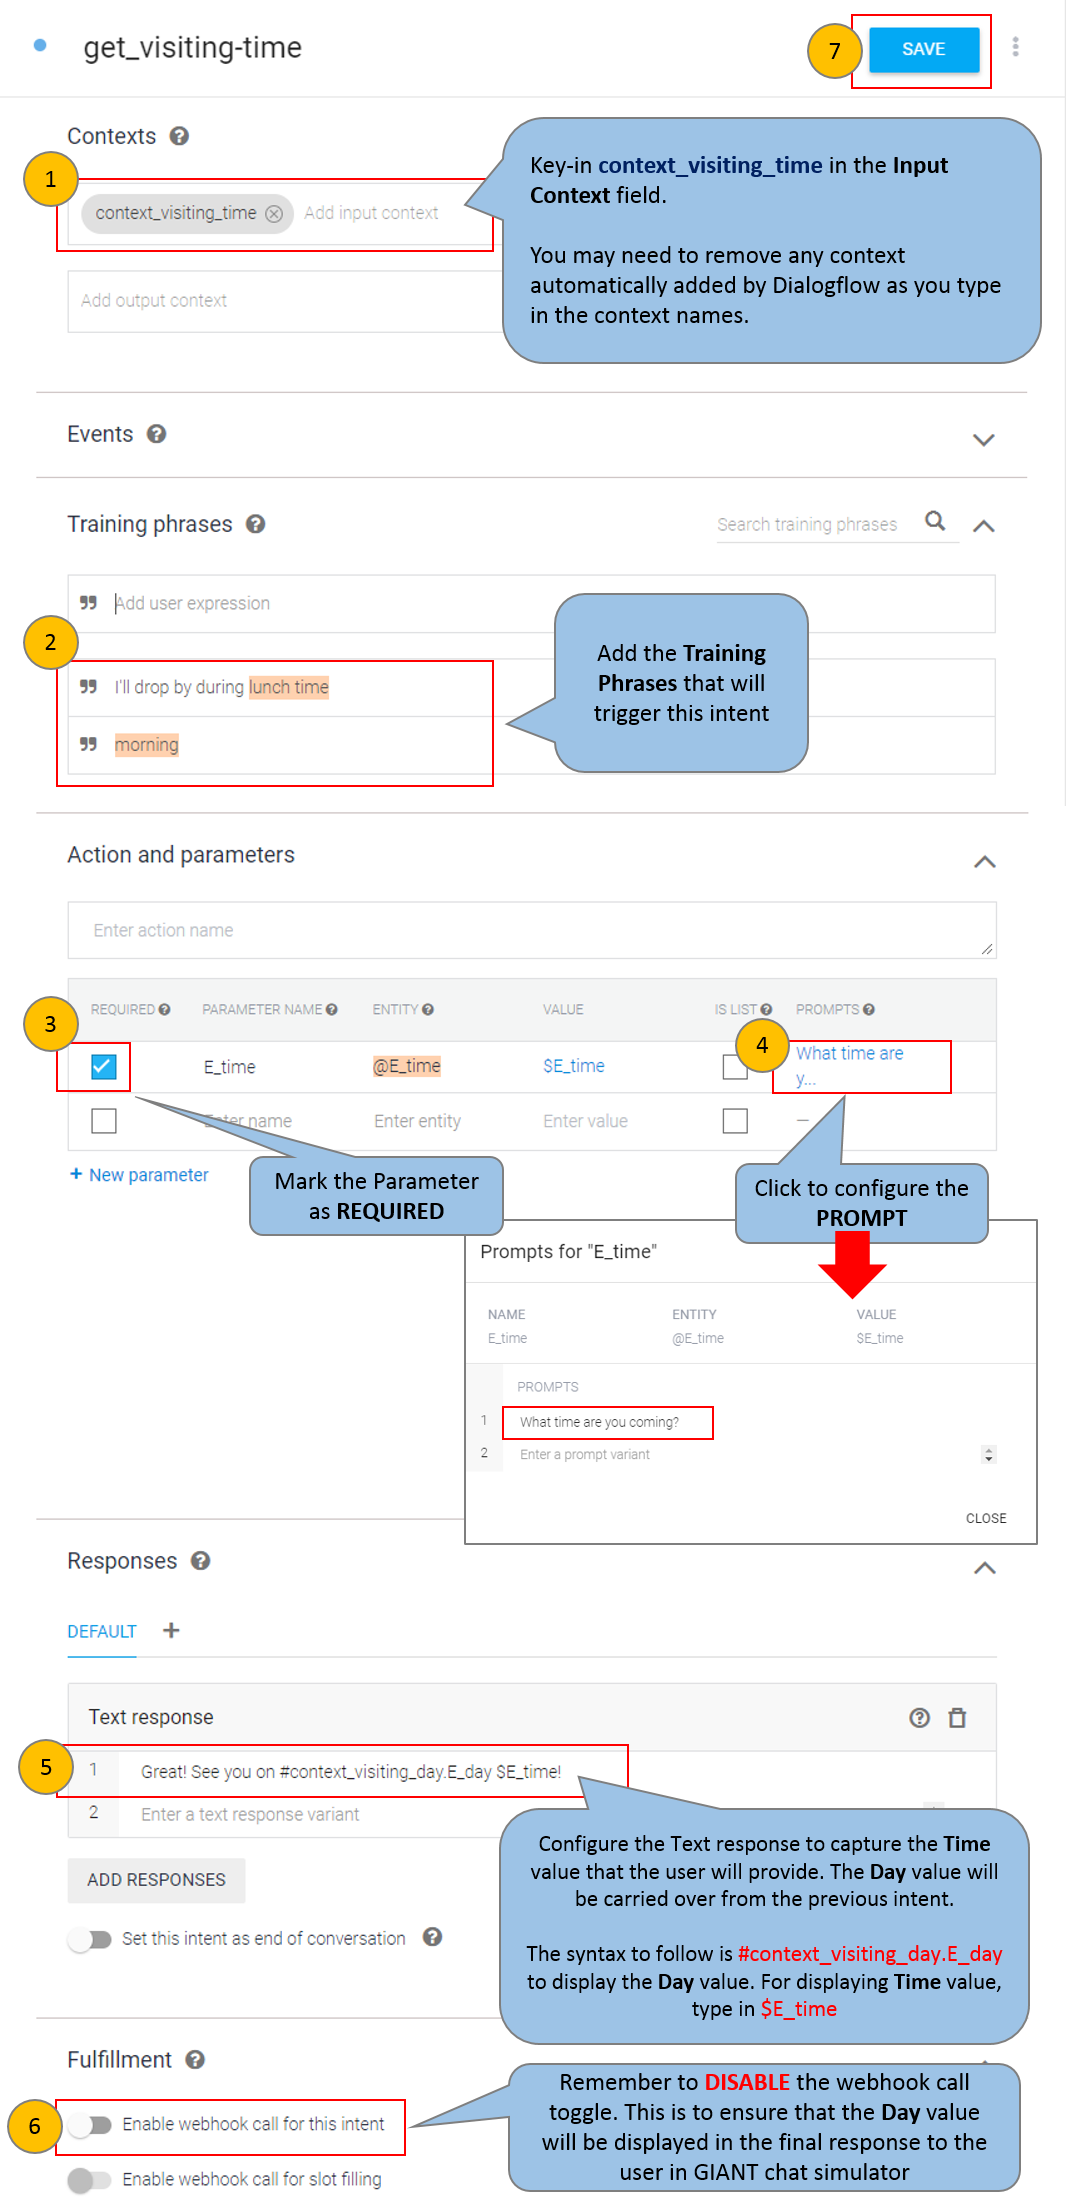 get_visiting-time
7
SAVE
Contexts
1
context_visiting_time
Add input context
Key-in context_visiting_time in the Input
Context field.
You may need to remove any context
automatically added by Dialogflow as you type
in the context names.
Add output context
Events
Training phrases
Search training phrases
Add user expression
2
I'll drop by during lunch time
morning
Add the Training
Phrases that will
trigger this intent
Action and parameters
Enter action name
REQUIRED
PARAMETER NAME
ENTITY
VALUE
IS LIST
PROMPTS
3
E_time
@E_time
$E_time
4
What time are
y...
Enter name
Enter entity
Enter value
—
+ New parameter
Mark the Parameter
as REQUIRED
Click to configure the
PROMPT
Prompts for "E_time"
NAME
ENTITY
VALUE
E_time
@E_time
$E_time
PROMPTS
1 What time are you coming?
2 Enter a prompt variant
CLOSE
Responses
DEFAULT
Text response
5
1 Great! See you on #context_visiting_day.E_day $E_time!
2 Enter a text response variant
Configure the Text response to capture the Time
value that the user will provide. The Day value will
be carried over from the previous intent.
The syntax to follow is #context_visiting_day.E_day
to display the Day value. For displaying Time value,
type in $E_time
ADD RESPONSES
Set this intent as end of conversation
Fulfillment
6
Enable webhook call for this intent
Enable webhook call for slot filling
Remember to DISABLE the webhook call
toggle. This is to ensure that the Day value
will be displayed in the final response to the
user in GIANT chat simulator